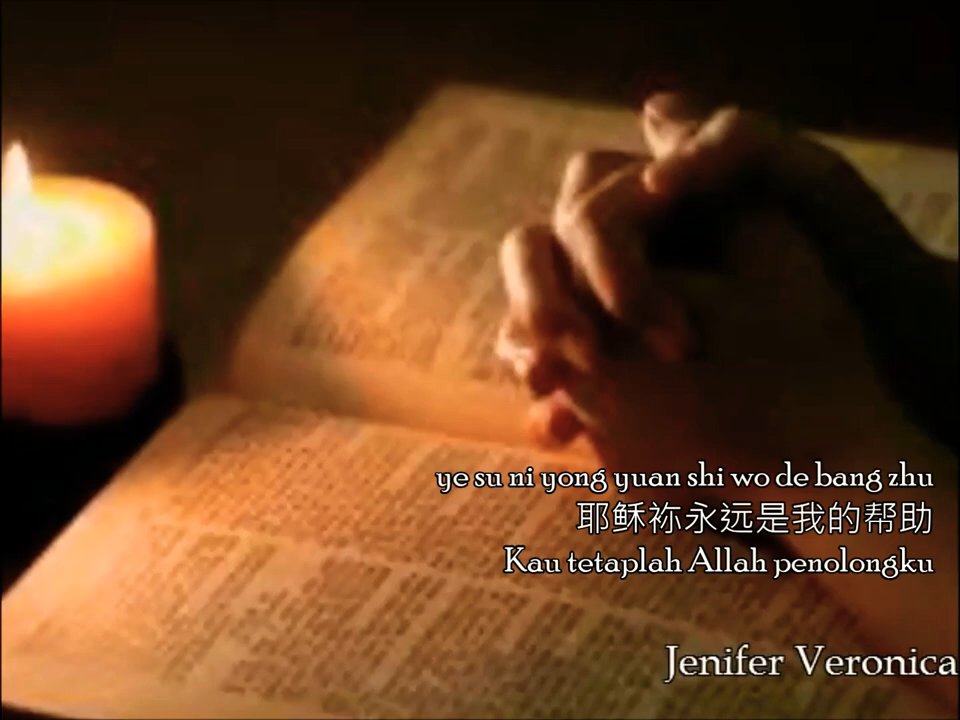 ye su ni yong yuan shi wo de bang zhu
耶稣祢永远是我的帮助
Kau tetaplah Allah penolongku
Jenifer Veronica